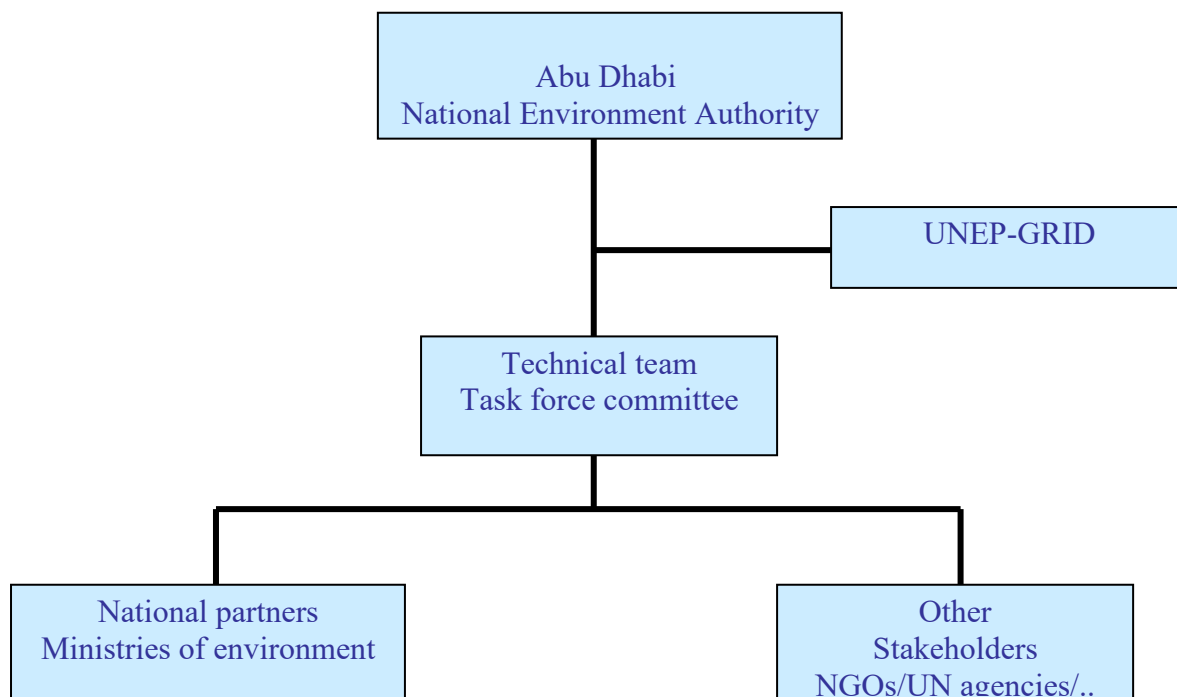 Abu Dhabi
National Environment Authority
UNEP-GRID
Technical team
Task force committee
National partners
Ministries of environment
Other
Stakeholders
NGOs/UN agencies/..